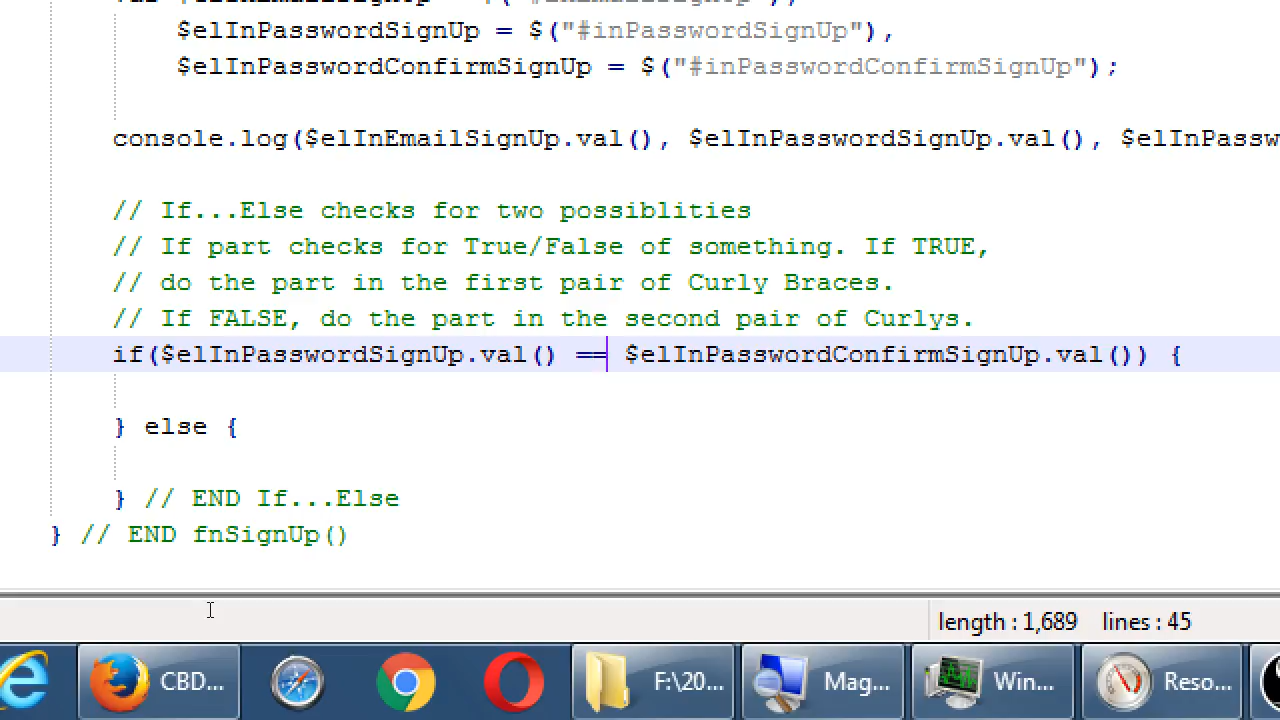 $elInPasswordSignUp = $("#inPasswordSignUp"),
$elInPasswordConfirmSignUp = $("#inPasswordConfirmSignUp");
console.log($elInEmailSignUp.val(), $elInPasswordSignUp.val(), $elInPassw
// If...Else checks for two possiblities
// If part checks for True/False of something. If TRUE,
// do the part in the first pair of Curly Braces.
// If FALSE, do the part in the second pair of Curlys.
if($elInPasswordSignUp.val() == $elInPasswordConfirmSignUp.val()) {
} else {
} // END If...Else
} // END fnSignUp()
length : 1,689 lines : 45
CBD... F:\20... Mag... Win... Reso...